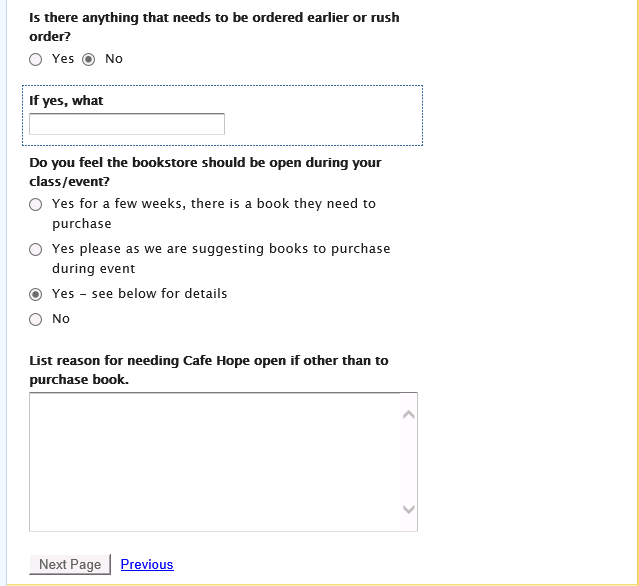 Is there anything that needs to be ordered earlier or rush
order?
Yes No
If yes, what
Do you feel the bookstore should be open during your
class/event?
Yes for a few weeks, there is a book they need to
purchase
Yes please as we are suggesting books to purchase
during event
Yes – see below for details
No
List reason for needing Cafe Hope open if other than to
purchase book.
Next Page Previous